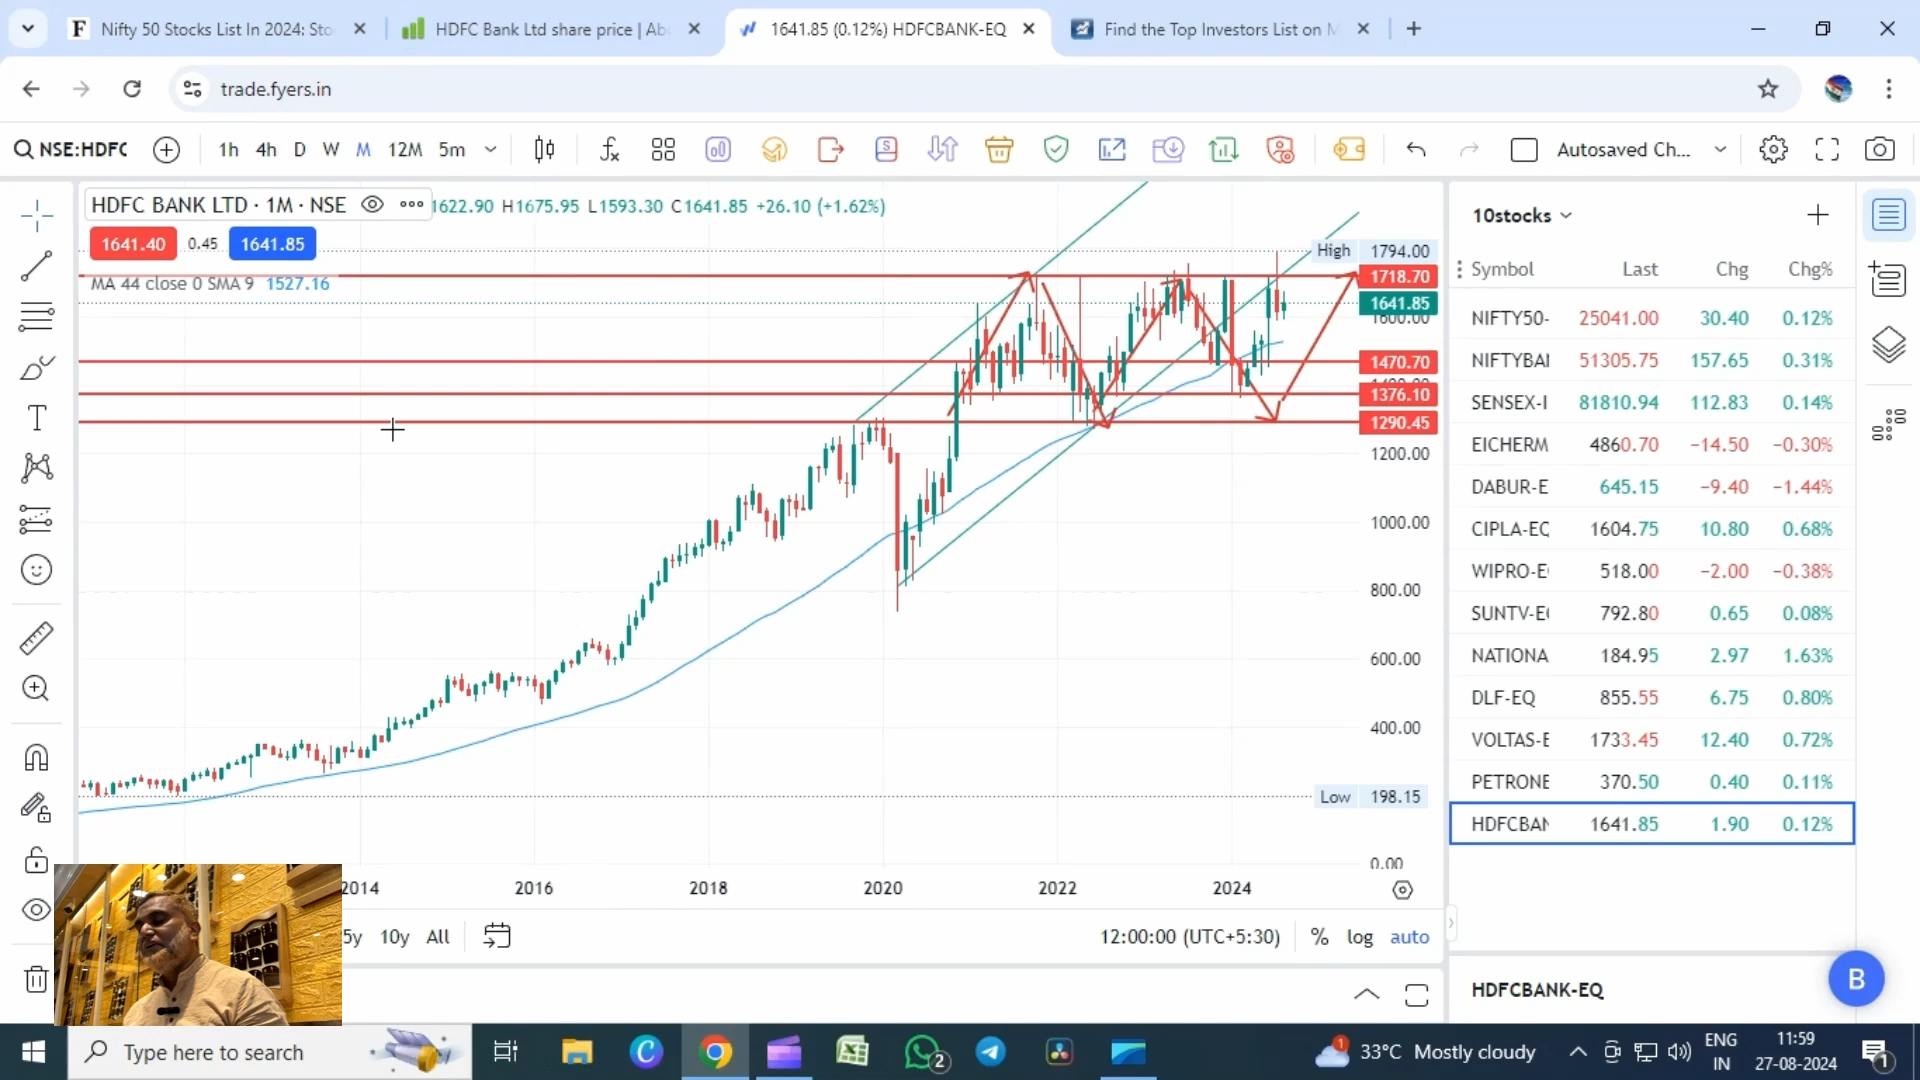 Nifty 50 Stocks List In 2024: Sto
HDFC Bank Ltd share price | Abo
1641.85 (0.12%) HDFCBANK-EQ
Find the Top Investors List on M
trade.fyers.in
NSE:HDFC
1h 4h D W M 12M 5m
Autosaved Ch...
HDFC BANK LTD · 1M · NSE
1622.90 H1675.95 L1593.30 C1641.85 +26.10 (+1.62%)
1641.40 0.45 1641.85
MA 44 close 0 SMA 9 1527.16
High 1794.00
1718.70
1641.85
1600.00
1470.70
1376.10
1290.45
1200.00
1000.00
800.00
600.00
400.00
Low 198.15
0.00
2014 2016 2018 2020 2022 2024
5y 10y All
12:00:00 (UTC+5:30) % log auto
10stocks
Symbol Last Chg Chg%
NIFTY50- 25041.00 30.40 0.12%
NIFTYBAI 51305.75 157.65 0.31%
SENSEX-I 81810.94 112.83 0.14%
EICHERM 4860.70 −14.50 −0.30%
DABUR-E 645.15 −9.40 −1.44%
CIPLA-EQ 1604.75 10.80 0.68%
WIPRO-E 518.00 −2.00 −0.38%
SUNTV-E 792.80 0.65 0.08%
NATIONA 184.95 2.97 1.63%
DLF-EQ 855.55 6.75 0.80%
VOLTAS-E 1733.45 12.40 0.72%
PETRONE 370.50 0.40 0.11%
HDFCBAN 1641.85 1.90 0.12%
HDFCBANK-EQ
B
Type here to search
2
1
33°C Mostly cloudy
ENG
IN
11:59
27-08-2024
1